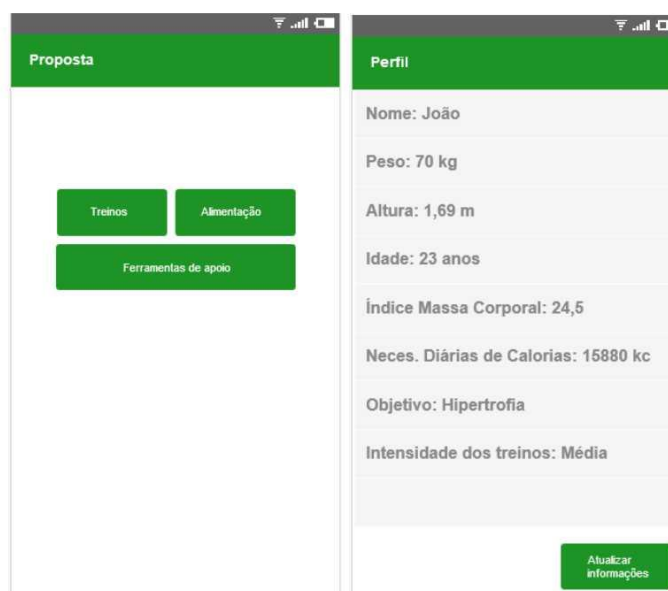 Proposta
Treinos
Alimentação
Ferramentas de apoio
Perfil
Nome: João
Peso: 70 kg
Altura: 1,69 m
Idade: 23 anos
Índice Massa Corporal: 24,5
Neces. Diárias de Calorias: 15880 kc
Objetivo: Hipertrofia
Intensidade dos treinos: Média
Atualizar
informações